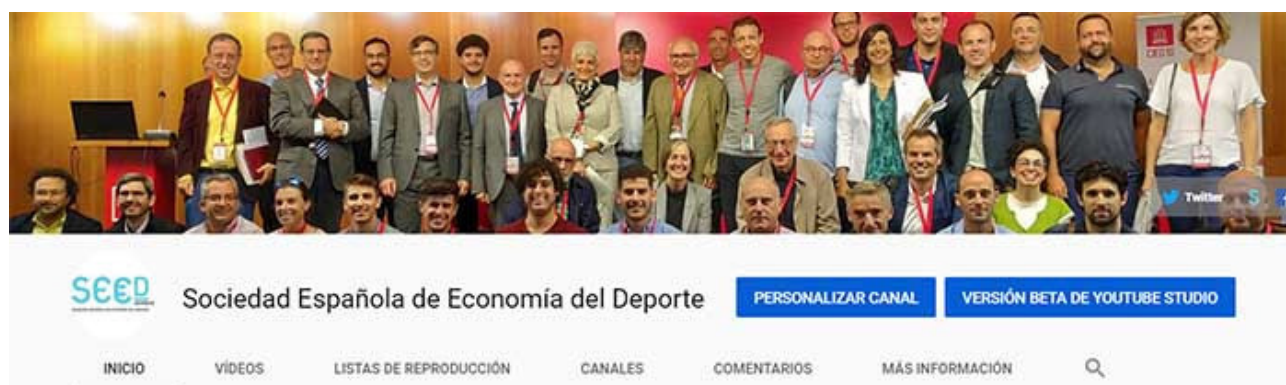 Twitter
SEED
Sociedad Española de Economía del Deporte
PERSONALIZAR CANAL
VERSIÓN BETA DE YOUTUBE STUDIO
INICIO
VÍDEOS
LISTAS DE REPRODUCCIÓN
CANALES
COMENTARIOS
MÁS INFORMACIÓN